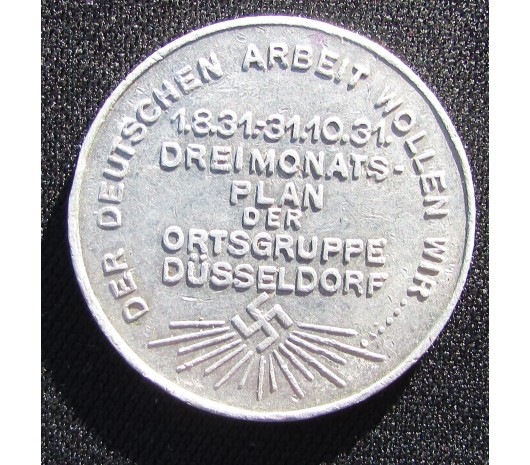 DER DEUTSCHEN ARBEIT WOLLEN WIR ......
1.8.31.-31.10.31.
DREIMONATS-
PLAN
DER
ORTSGRUPPE
DÜSSELDORF